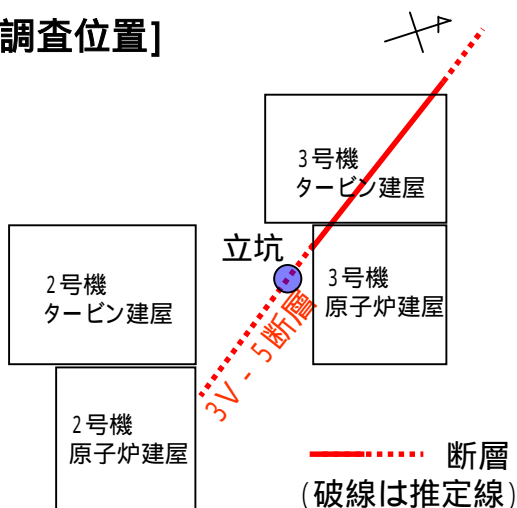 調査位置]
3号機
タービン建屋
立坑
2号機
タービン建屋
3号機
原子炉建屋
3V‐5断層
2号機
原子炉建屋
断層
(破線は推定線)